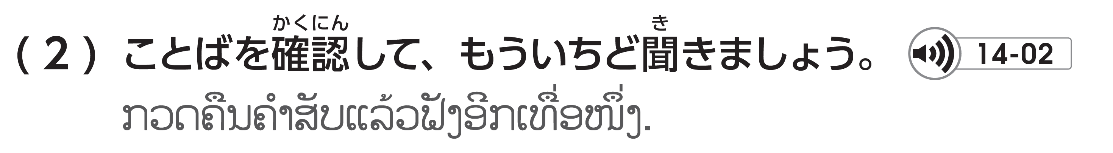 かくにん き
( 2 ) ことばを確認して、もういちど聞きましょう。 14-02
ກວດຄືນຄຳສັບແລ້ວຟັງອີກເທື່ອໜຶ່ງ.